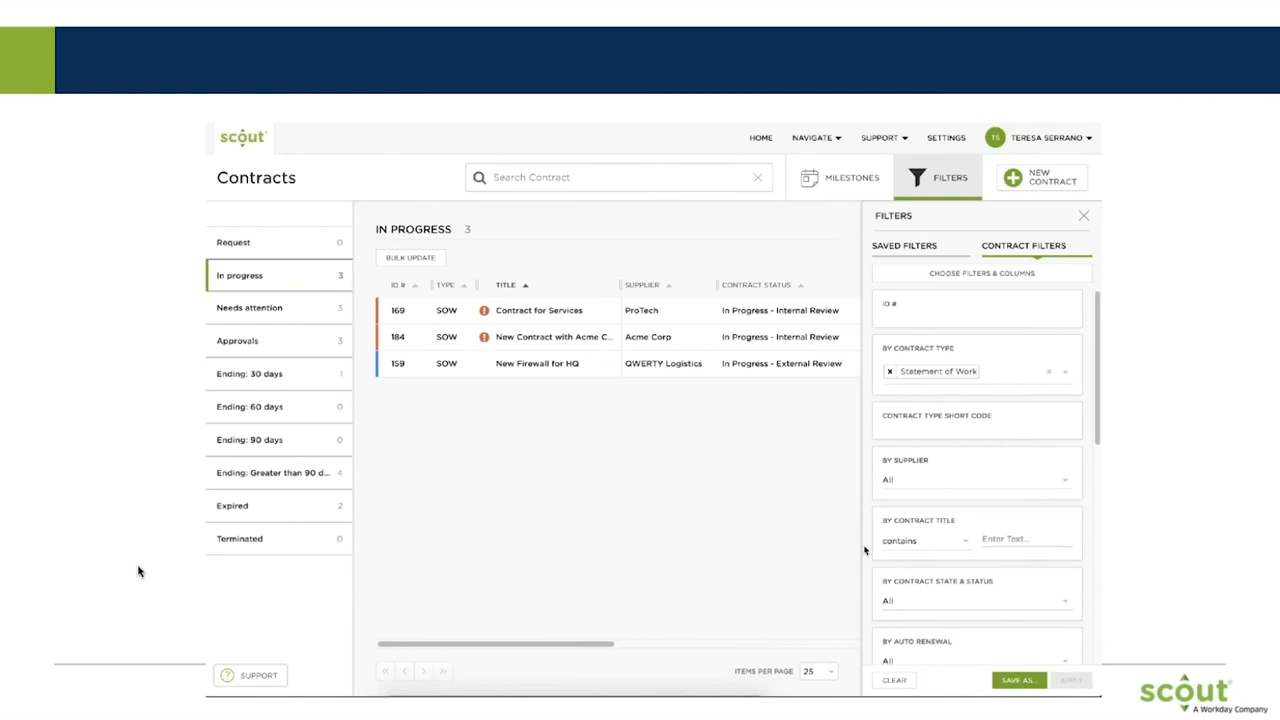 scout
HOME NAVIGATE SUPPORT SETTINGS TS TERESA SERRANO
Contracts
Search Contract
MILESTONES
FILTERS
NEW CONTRACT
Request 0
In progress 3
Needs attention 3
Approvals 3
Ending: 30 days 1
Ending: 60 days 0
Ending: 90 days 0
Ending: Greater than 90 d... 4
Expired 2
Terminated 0
SUPPORT
IN PROGRESS 3
BULK UPDATE
ID # TYPE TITLE SUPPLIER CONTRACT STATUS
169 SOW Contract for Services ProTech In Progress - Internal Review
184 SOW New Contract with Acme C... Acme Corp In Progress - Internal Review
159 SOW New Firewall for HQ QWERTY Logistics In Progress - External Review
ITEMS PER PAGE 25
FILTERS
SAVED FILTERS CONTRACT FILTERS
CHOOSE FILTERS & COLUMNS
ID #
BY CONTRACT TYPE
× Statement of Work ×
CONTRACT TYPE SHORT CODE
BY SUPPLIER
All
BY CONTRACT TITLE
contains Enter Text...
BY CONTRACT STATE & STATUS
All
BY AUTO RENEWAL
All
CLEAR SAVE AS... APPLY
scout
A Workday Company